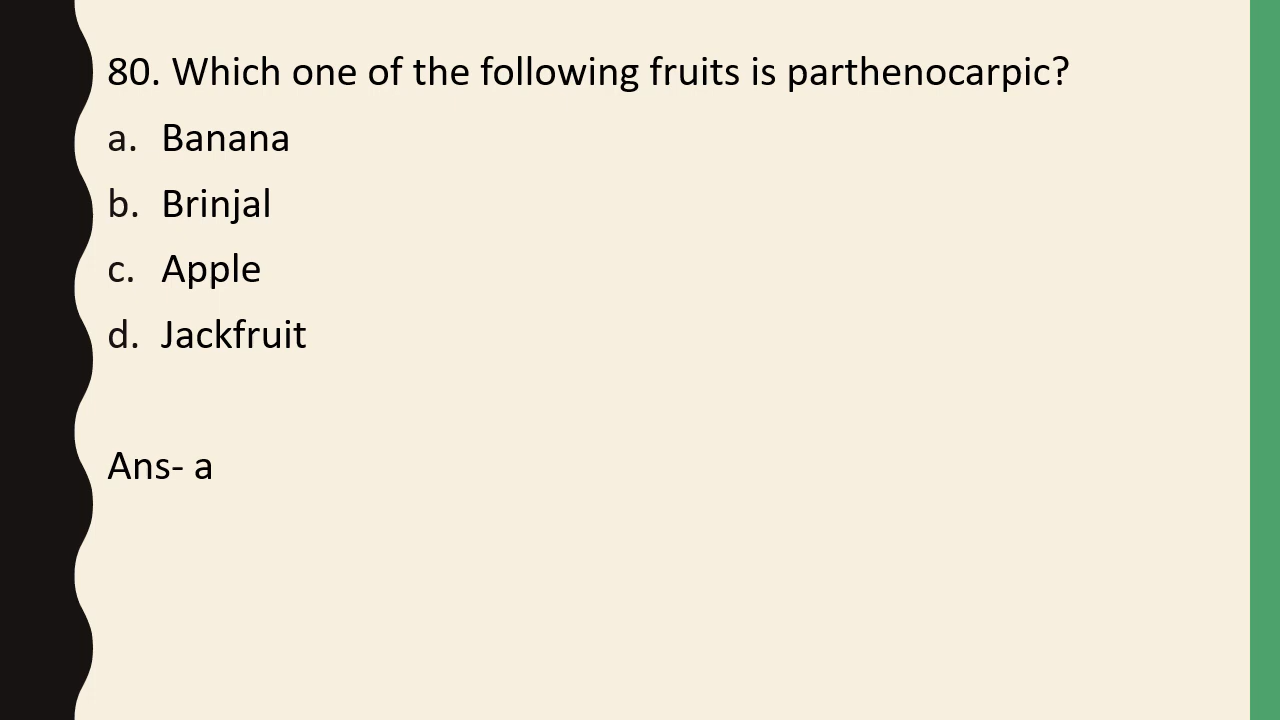 80. Which one of the following fruits is parthenocarpic?
a. Banana
b. Brinjal
c. Apple
d. Jackfruit
Ans- a